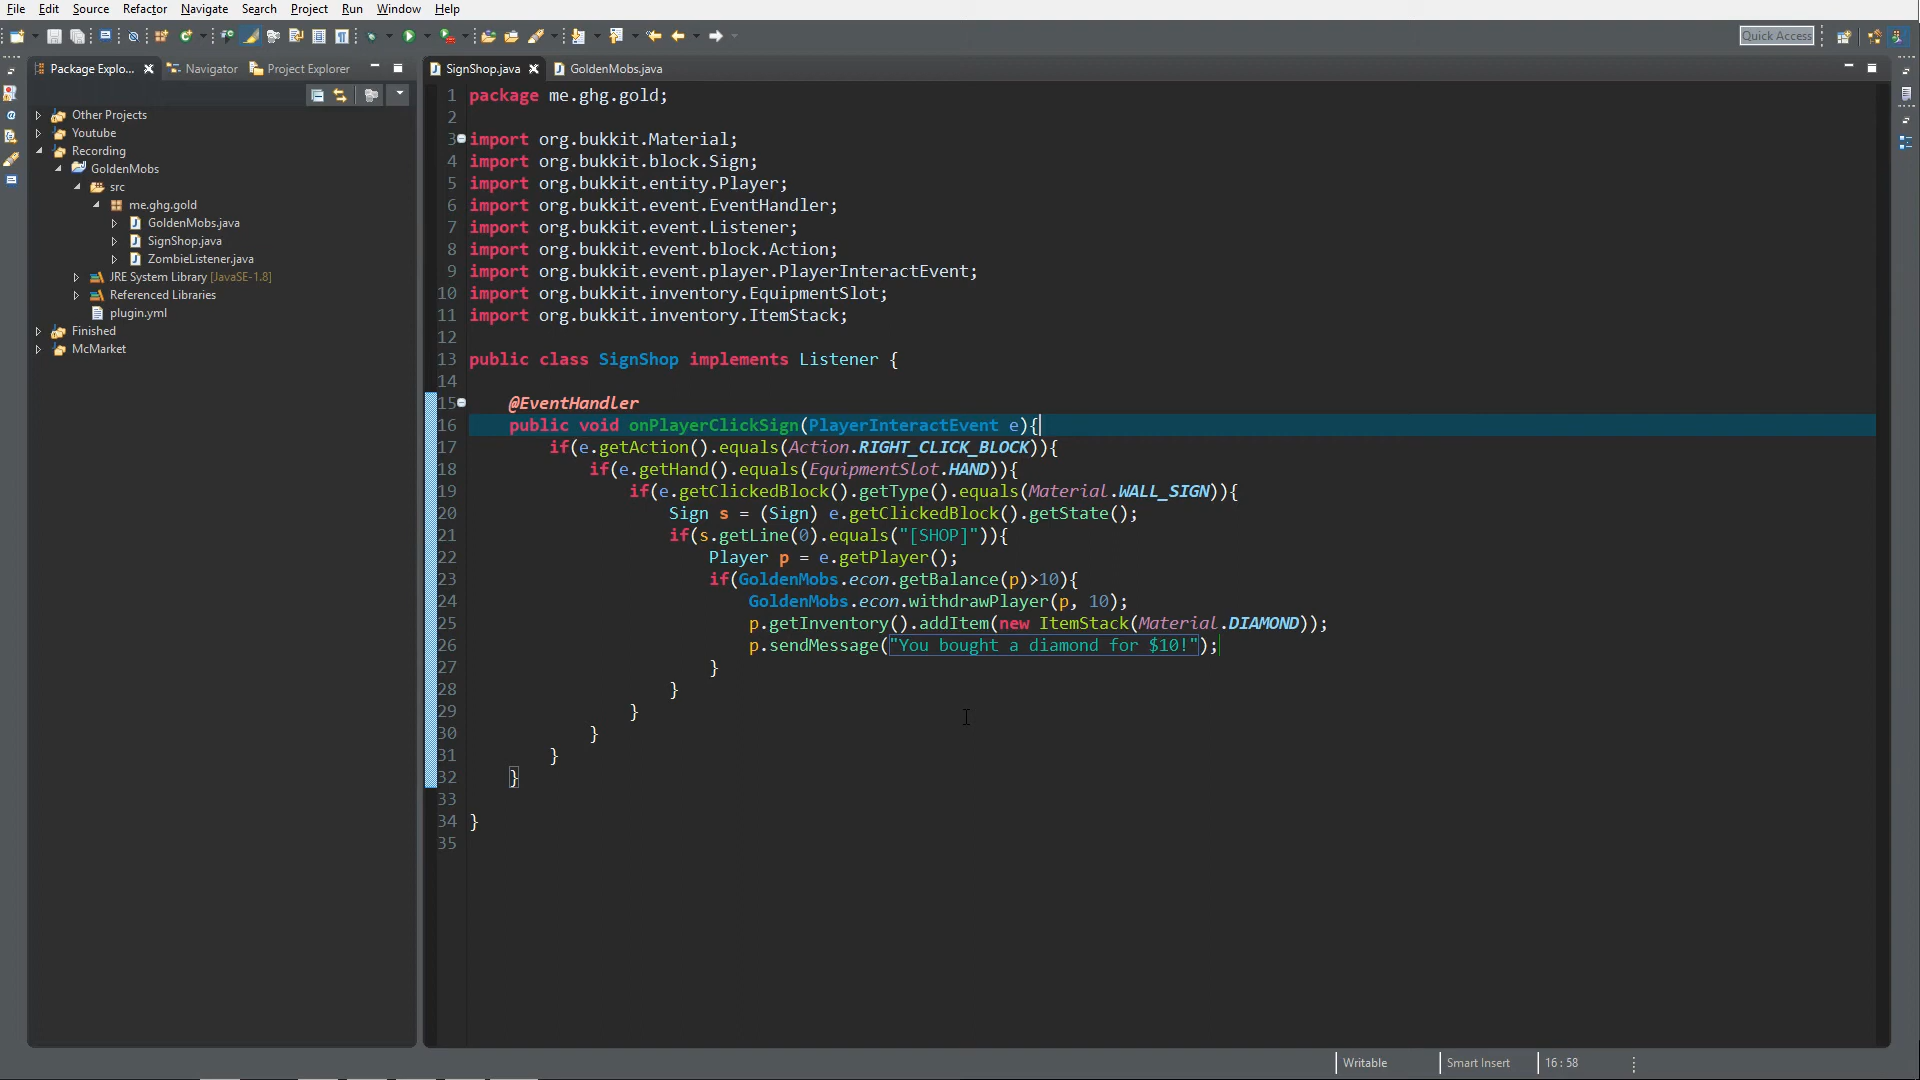 File Edit Source Refactor Navigate Search Project Run Window Help
Quick Access
Package Explo... Navigator Project Explorer
SignShop.java GoldenMobs.java
Other Projects
Youtube
Recording
GoldenMobs
src
me.ghg.gold
GoldenMobs.java
SignShop.java
ZombieListener.java
JRE System Library [JavaSE-1.8]
Referenced Libraries
plugin.yml
Finished
McMarket
1 package me.ghg.gold;
2
3 import org.bukkit.Material;
4 import org.bukkit.block.Sign;
5 import org.bukkit.entity.Player;
6 import org.bukkit.event.EventHandler;
7 import org.bukkit.event.Listener;
8 import org.bukkit.event.block.Action;
9 import org.bukkit.event.player.PlayerInteractEvent;
10 import org.bukkit.inventory.EquipmentSlot;
11 import org.bukkit.inventory.ItemStack;
12
13 public class SignShop implements Listener {
14
15 @EventHandler
16 public void onPlayerClickSign(PlayerInteractEvent e){
17 if(e.getAction().equals(Action.RIGHT_CLICK_BLOCK)){
18 if(e.getHand().equals(EquipmentSlot.HAND)){
19 if(e.getClickedBlock().getType().equals(Material.WALL_SIGN)){
20 Sign s = (Sign) e.getClickedBlock().getState();
21 if(s.getLine(0).equals("[SHOP]")){
22 Player p = e.getPlayer();
23 if(GoldenMobs.econ.getBalance(p)>10){
24 GoldenMobs.econ.withdrawPlayer(p, 10);
25 p.getInventory().addItem(new ItemStack(Material.DIAMOND));
26 p.sendMessage("You bought a diamond for $10!");
27 }
28 }
29 }
30 }
31 }
32 }
33
34 }
35
Writable Smart Insert 16 : 58